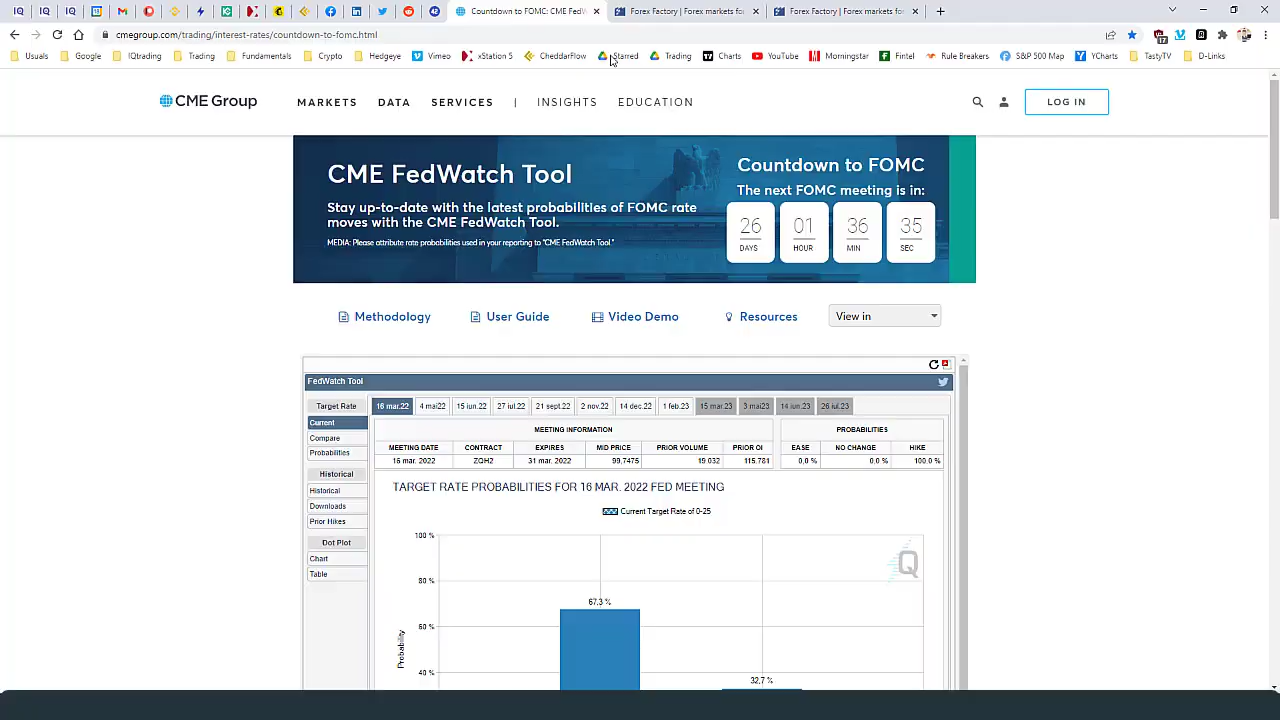 Countdown to FOMC: CME FedW
Forex Factory | Forex markets fo
Forex Factory | Forex markets fo
cmegroup.com/trading/interest-rates/countdown-to-fomc.html
Usuals Google IQtrading Trading Fundamentals Crypto Hedgeye Vimeo xStation 5 CheddarFlow Starred Trading Charts YouTube Morningstar Fintel Rule Breakers S&P 500 Map YCharts TastyTV D-Links
CME Group MARKETS DATA SERVICES | INSIGHTS EDUCATION LOG IN
CME FedWatch Tool
Stay up-to-date with the latest probabilities of FOMC rate
moves with the CME FedWatch Tool.
MEDIA: Please attribute rate probabilities used in your reporting to "CME FedWatch Tool."
Countdown to FOMC
The next FOMC meeting is in:
26 01 36 35
DAYS HOUR MIN SEC
Methodology User Guide Video Demo Resources View in
FedWatch Tool
Target Rate
Current
Compare
Probabilities
Historical
Historical
Downloads
Prior Hikes
Dot Plot
Chart
Table
16 mar.22 4 mai22 15 iun.22 27 iul.22 21 sept.22 2 nov.22 14 dec.22 1 feb.23 15 mar.23 3 mai23 14 iun.23 26 iul.23
MEETING INFORMATION
MEETING DATE CONTRACT EXPIRES MID PRICE PRIOR VOLUME PRIOR OI
16 mar. 2022 ZQH2 31 mar. 2022 99,7475 19.032 115.781
PROBABILITIES
EASE NO CHANGE HIKE
0,0 % 0,0 % 100,0 %
TARGET RATE PROBABILITIES FOR 16 MAR. 2022 FED MEETING
Current Target Rate of 0-25
100 %
80 %
60 %
40 %
Probability
67,3 %
32,7 %
Q